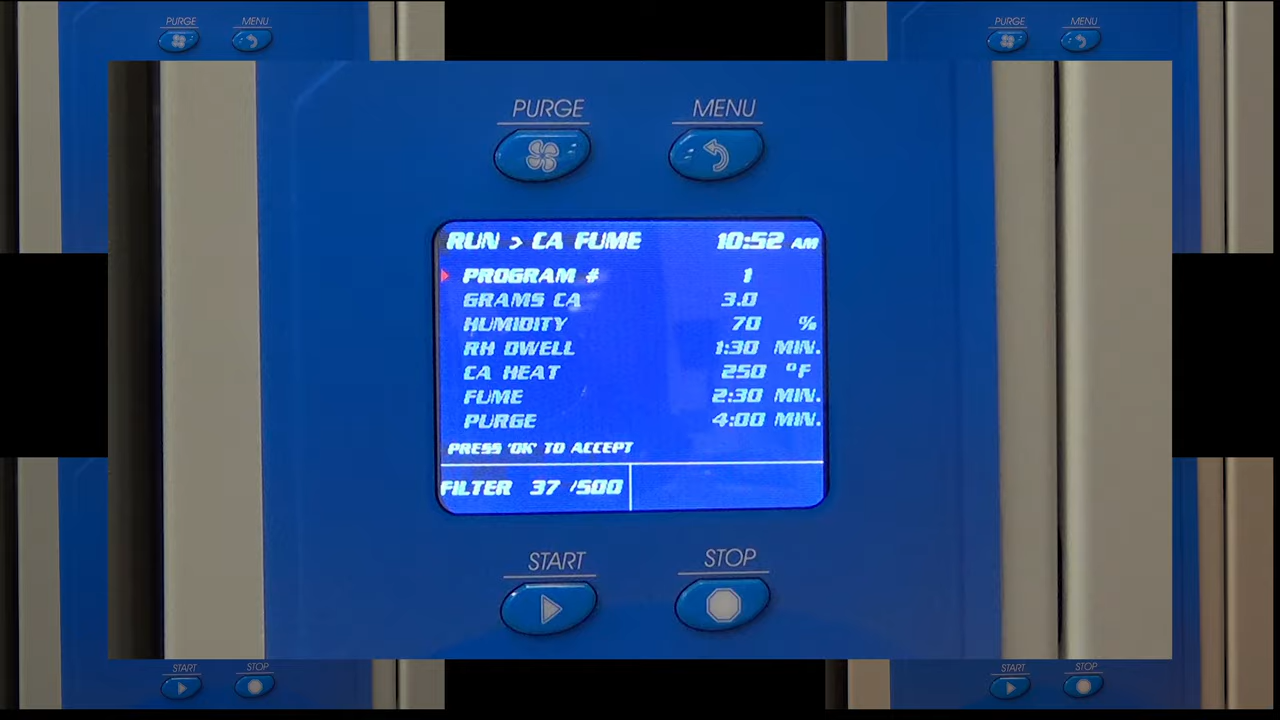 PURGE MENU
PURGE MENU
PURGE MENU
RUN > CA FUME 10:52 AM
PROGRAM # 1
GRAMS CA 3.0
HUMIDITY 70 %
RH DWELL 1:30 MIN.
CA HEAT 250 °F
FUME 2:30 MIN.
PURGE 4:00 MIN.
PRESS 'OK' TO ACCEPT
FILTER 37 /500
START STOP
START STOP
START STOP